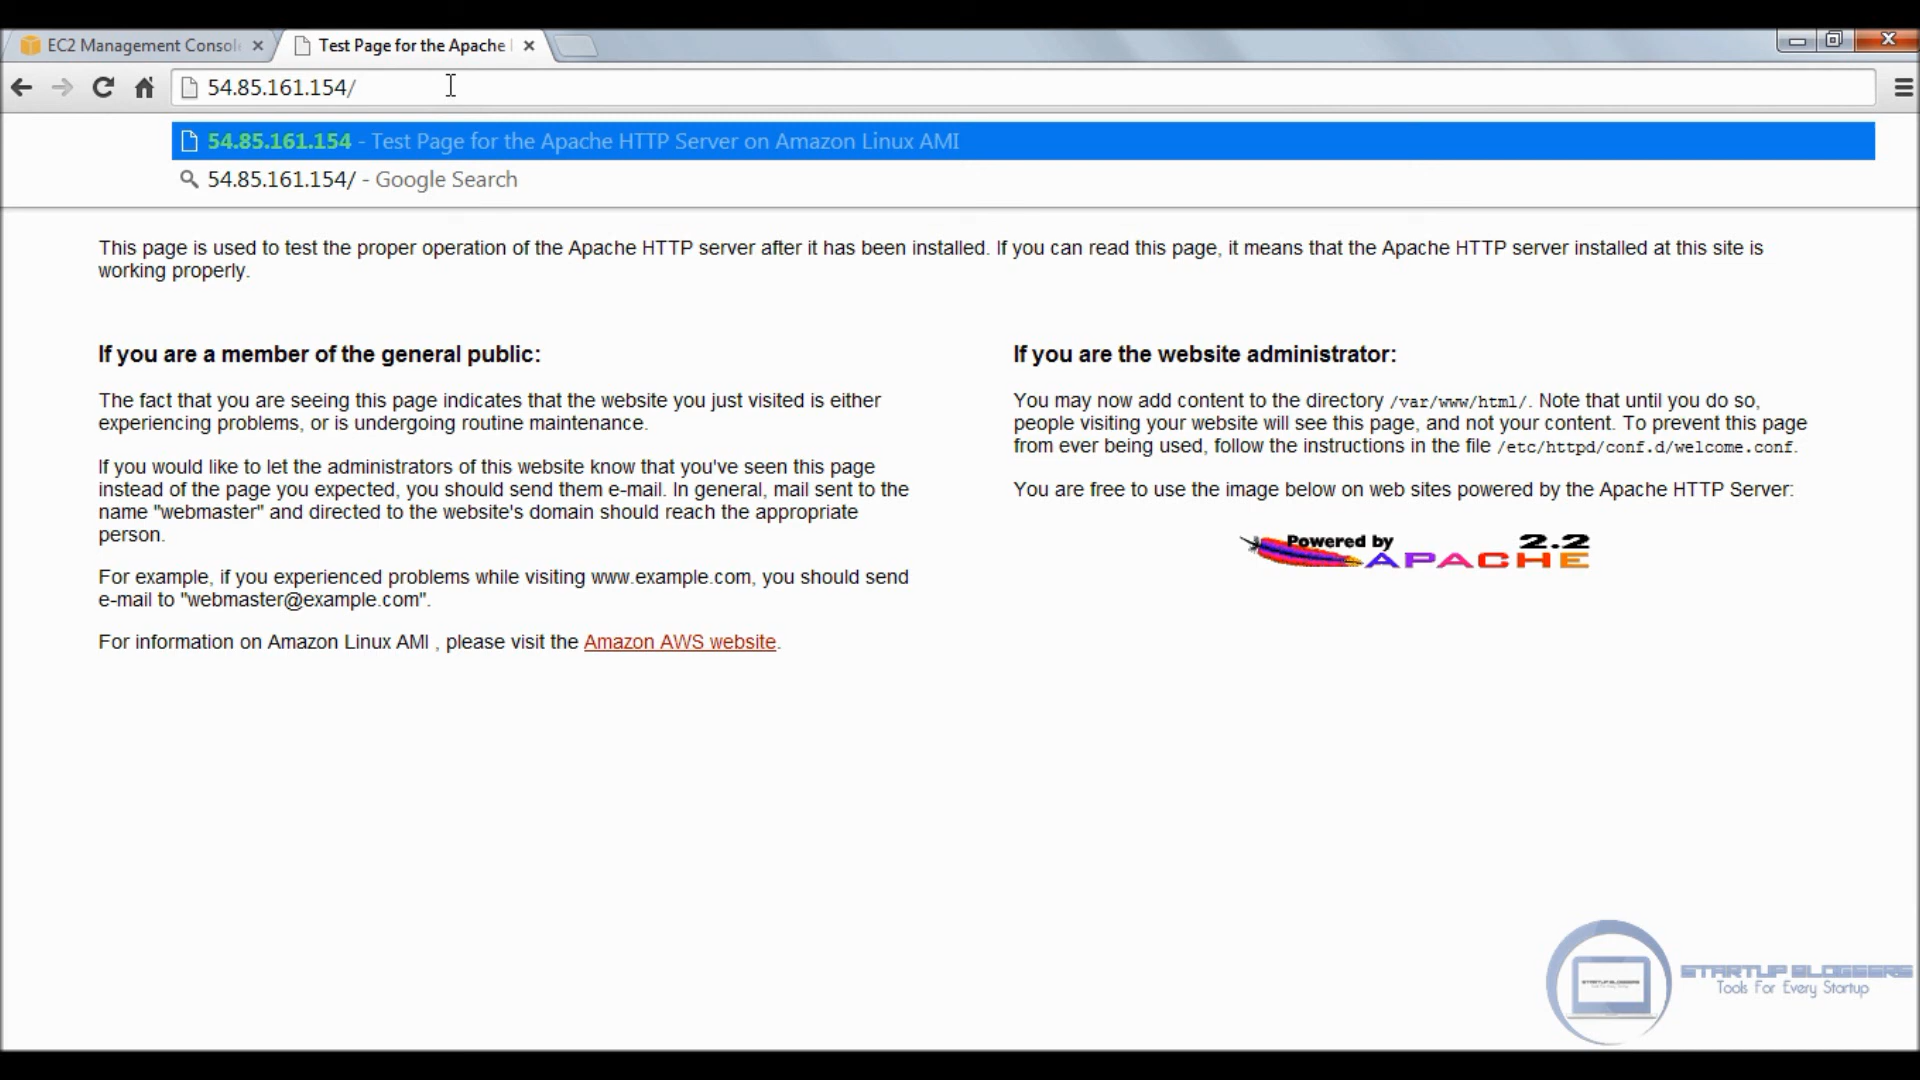 EC2 Management Consol
Test Page for the Apache
54.85.161.154/
54.85.161.154 - Test Page for the Apache HTTP Server on Amazon Linux AMI
54.85.161.154/ - Google Search
This page is used to test the proper operation of the Apache HTTP server after it has been installed. If you can read this page, it means that the Apache HTTP server installed at this site is
working properly.
If you are a member of the general public:
The fact that you are seeing this page indicates that the website you just visited is either
experiencing problems, or is undergoing routine maintenance.
If you would like to let the administrators of this website know that you've seen this page
instead of the page you expected, you should send them e-mail. In general, mail sent to the
name "webmaster" and directed to the website's domain should reach the appropriate
person.
For example, if you experienced problems while visiting www.example.com, you should send
e-mail to "webmaster@example.com".
For information on Amazon Linux AMI , please visit the Amazon AWS website.
If you are the website administrator:
You may now add content to the directory /var/www/html/. Note that until you do so,
people visiting your website will see this page, and not your content. To prevent this page
from ever being used, follow the instructions in the file /etc/httpd/conf.d/welcome.conf.
You are free to use the image below on web sites powered by the Apache HTTP Server:
Powered by 2.2
APACHE
STARTUP BLOGGERS
Tools For Every Startup